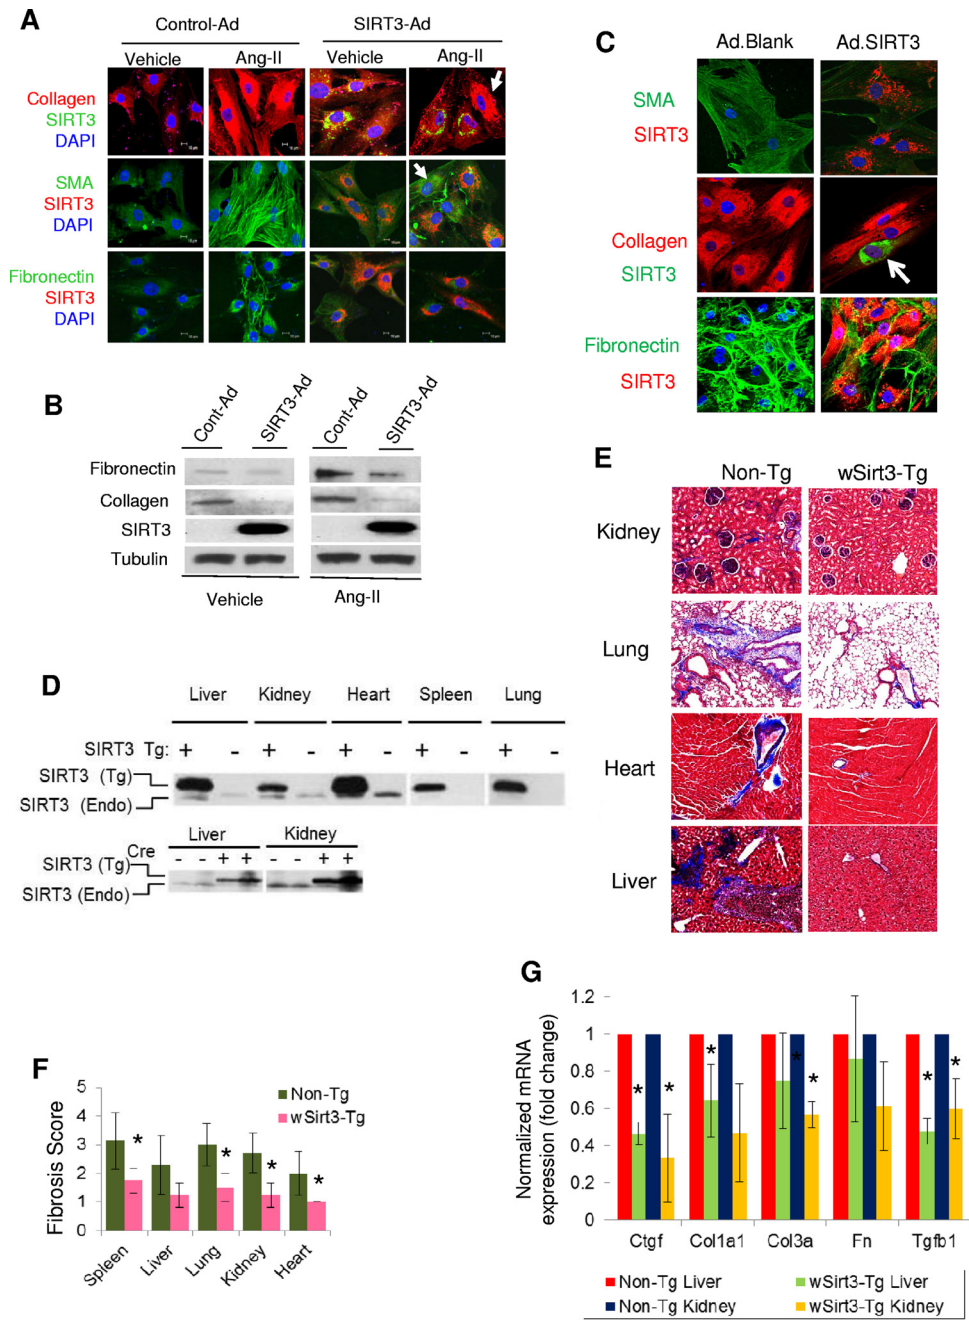 A
Control-Ad SIRT3-Ad
Vehicle Ang-II Vehicle Ang-II
Collagen
SIRT3
DAPI
SMA
SIRT3
DAPI
Fibronectin
SIRT3
DAPI
C
Ad.Blank Ad.SIRT3
SMA
SIRT3
Collagen
SIRT3
Fibronectin
SIRT3
B
Cont-Ad SIRT3-Ad Cont-Ad SIRT3-Ad
Fibronectin
Collagen
SIRT3
Tubulin
Vehicle Ang-II
E
Non-Tg wSirt3-Tg
Kidney
Lung
Heart
Liver
D
Liver Kidney Heart Spleen Lung
SIRT3 Tg: + - + - + - + - + -
SIRT3 (Tg)
SIRT3 (Endo)
Liver Kidney
Cre - - + + - - + +
SIRT3 (Tg)
SIRT3 (Endo)
F
Fibrosis Score
5
4
3
2
1
0
Non-Tg
wSirt3-Tg
* * * *
Spleen Liver Lung Kidney Heart
G
Normalized mRNA
expression (fold change)
1.2
1
0.8
0.6
0.4
0.2
0
* * * * * * *
Ctgf Col1a1 Col3a Fn Tgfb1
Non-Tg Liver wSirt3-Tg Liver
Non-Tg Kidney wSirt3-Tg Kidney